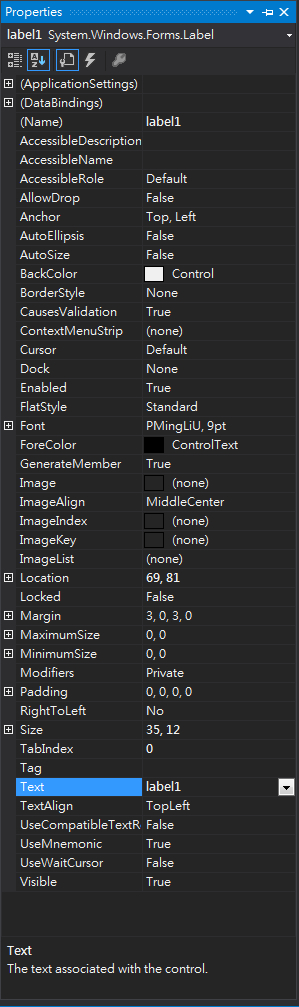 Properties
label1 System.Windows.Forms.Label
(ApplicationSettings)
(DataBindings)
(Name) label1
AccessibleDescription
AccessibleName
AccessibleRole Default
AllowDrop False
Anchor Top, Left
AutoEllipsis False
AutoSize False
BackColor Control
BorderStyle None
CausesValidation True
ContextMenuStrip (none)
Cursor Default
Dock None
Enabled True
FlatStyle Standard
Font PMingLiU, 9pt
ForeColor ControlText
GenerateMember True
Image (none)
ImageAlign MiddleCenter
ImageIndex (none)
ImageKey (none)
ImageList (none)
Location 69, 81
Locked False
Margin 3, 0, 3, 0
MaximumSize 0, 0
MinimumSize 0, 0
Modifiers Private
Padding 0, 0, 0, 0
RightToLeft No
Size 35, 12
TabIndex 0
Tag
Text label1
TextAlign TopLeft
UseCompatibleTextR False
UseMnemonic True
UseWaitCursor False
Visible True
Text
The text associated with the control.